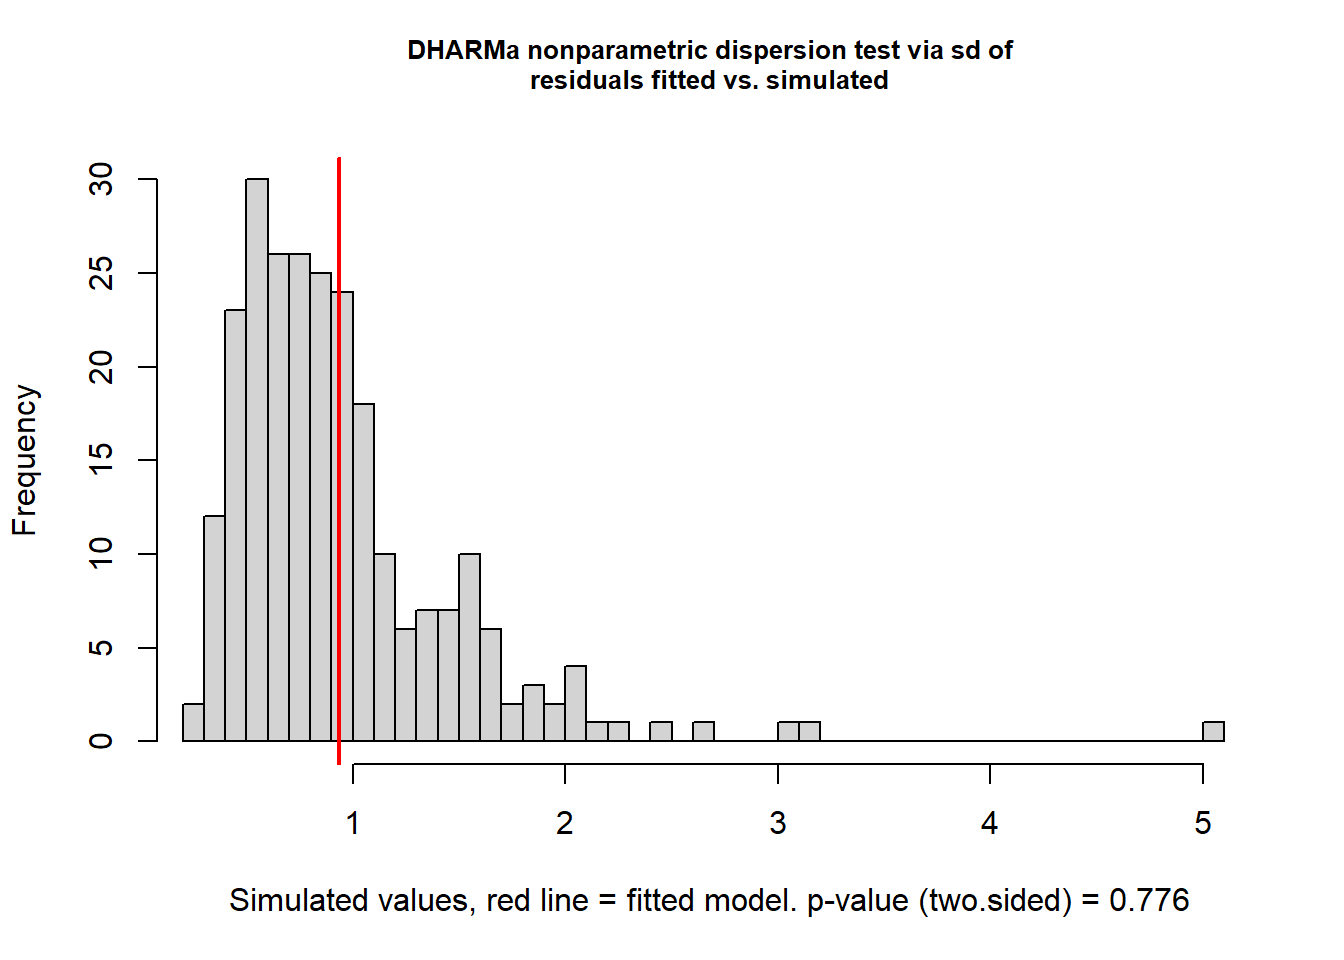 DHARMa nonparametric dispersion test via sd of
residuals fitted vs. simulated
Frequency
30
25
20
15
10
5
0
1 2 3 4 5
Simulated values, red line = fitted model. p-value (two.sided) = 0.776